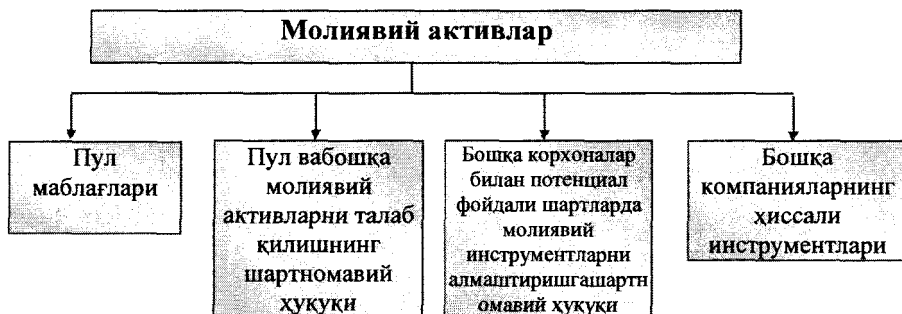 Молиявий активлар
Пул
маблағлари
Пул вабошқа
молиявий
активларни талаб
қилишнинг
шартномавий
ҳуқуқи
Бошқа корхоналар
билан потенциал
фойдали шартларда
молиявий
инструментларни
алмаштиришгашартн
омавий ҳуқуқи
Бошқа
компанияларнинг
ҳиссали
инструментлари